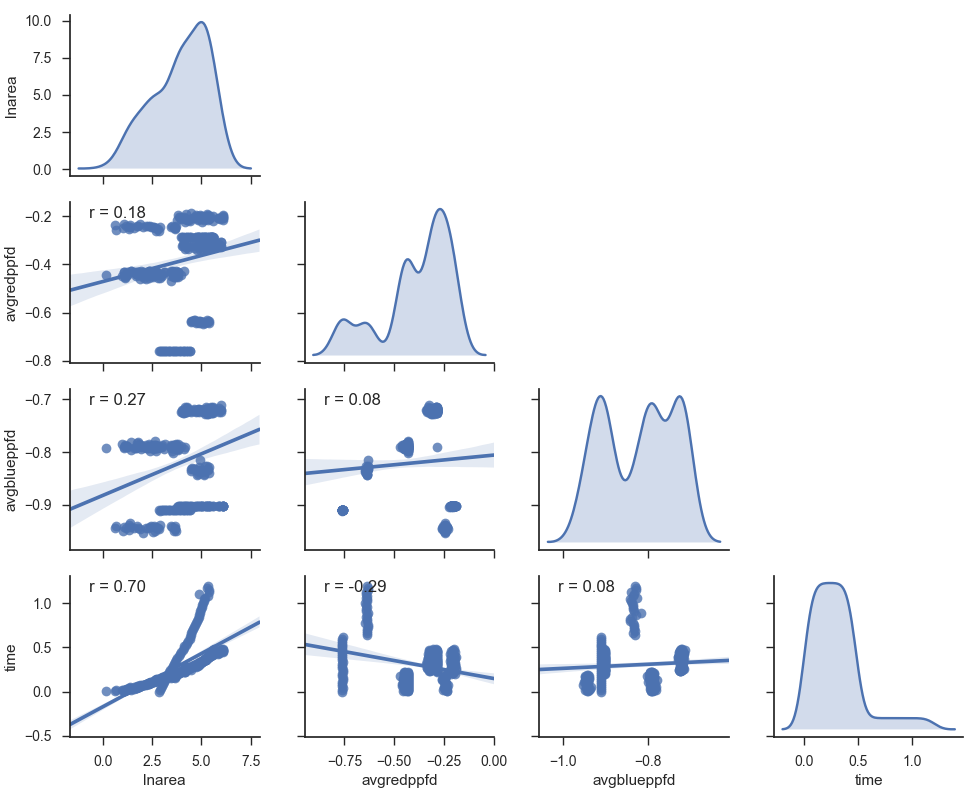 10.0
7.5
5.0
2.5
0.0
lnarea
r = 0.18
−0.2
−0.4
−0.6
−0.8
avgredppfd
r = 0.27
r = 0.08
−0.7
−0.8
−0.9
avgblueppfd
r = 0.70
r = -0.29
r = 0.08
1.0
0.5
0.0
−0.5
time
0.0 2.5 5.0 7.5 −0.75 −0.50 −0.25 0.00 −1.0 −0.8 0.0 0.5 1.0
lnarea avgredppfd avgblueppfd time